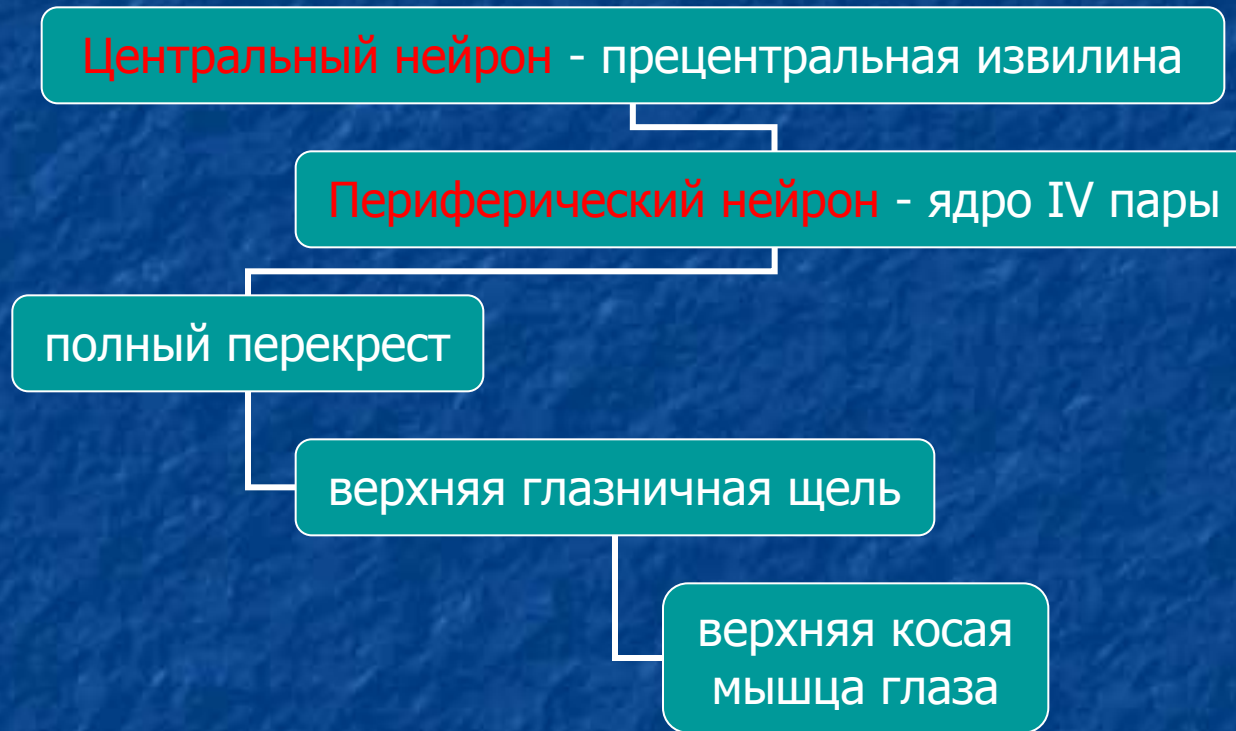 Центральный нейрон - прецентральная извилина
Периферический нейрон - ядро IV пары
полный перекрест
верхняя глазничная щель
верхняя косая
мышца глаза